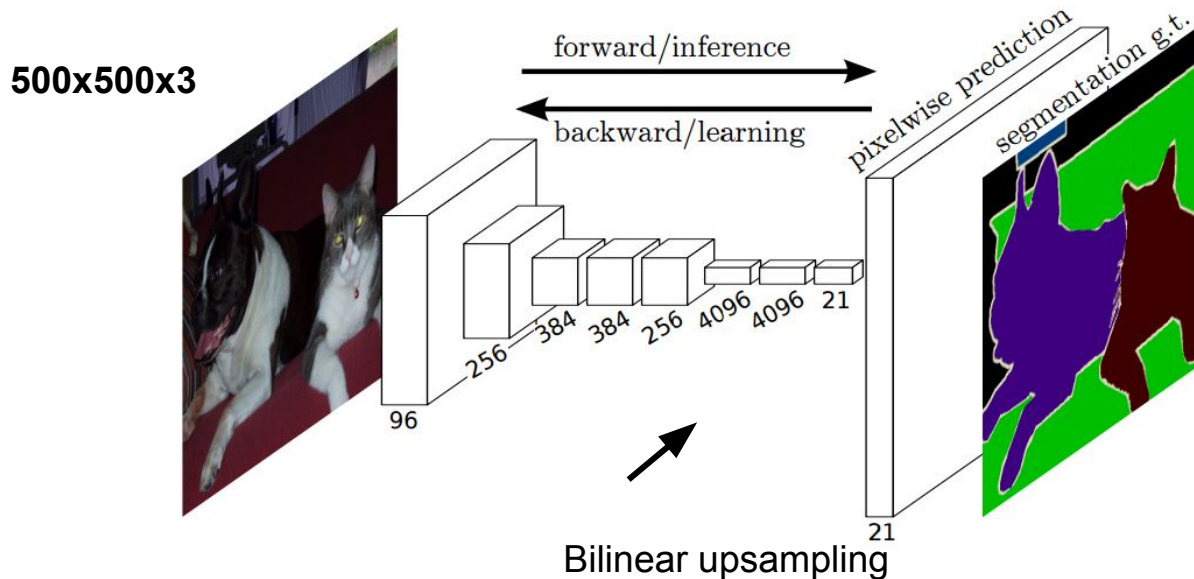 500x500x3
forward/inference
backward/learning
pixelwise prediction
segmentation g.t.
96
256
384
384
256
4096
4096
21
21
Bilinear upsampling